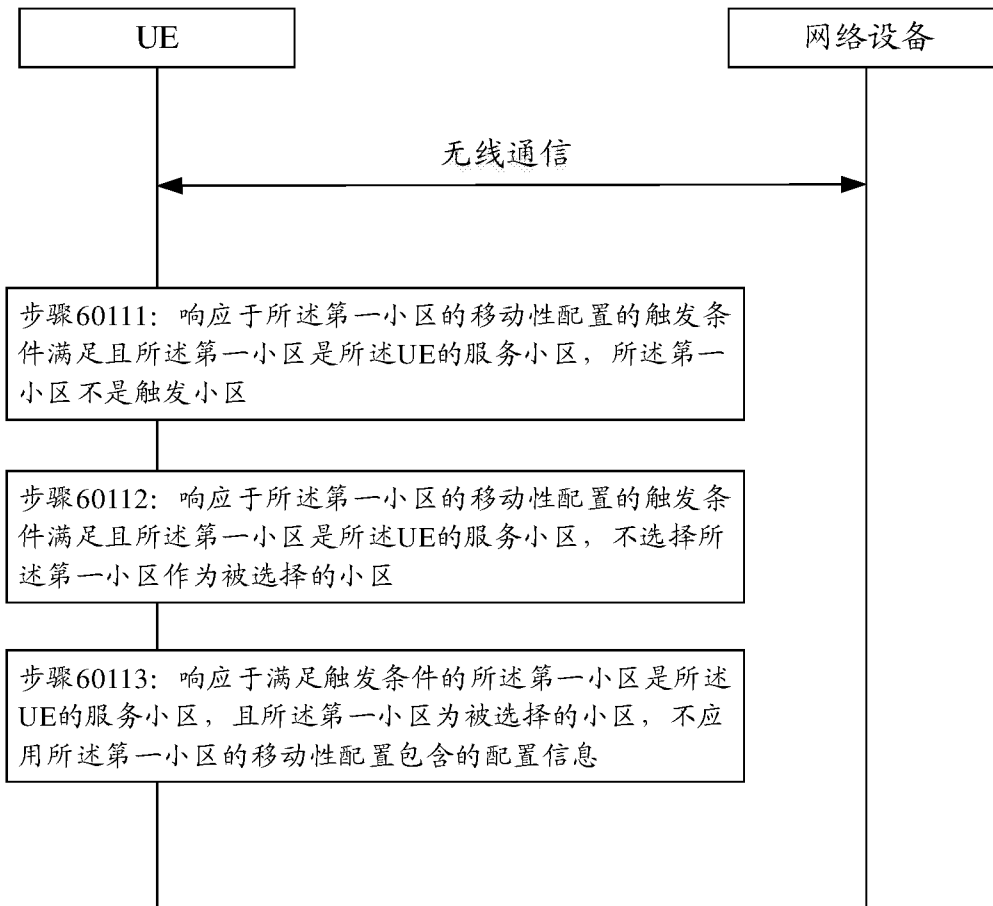 UE
网络设备
无线通信
步骤60111：响应于所述第一小区的移动性配置的触发条
件满足且所述第一小区是所述UE的服务小区，所述第一
小区不是触发小区
步骤60112：响应于所述第一小区的移动性配置的触发条
件满足且所述第一小区是所述UE的服务小区，不选择所
述第一小区作为被选择的小区
步骤60113：响应于满足触发条件的所述第一小区是所述
UE的服务小区，且所述第一小区为被选择的小区，不应
用所述第一小区的移动性配置包含的配置信息